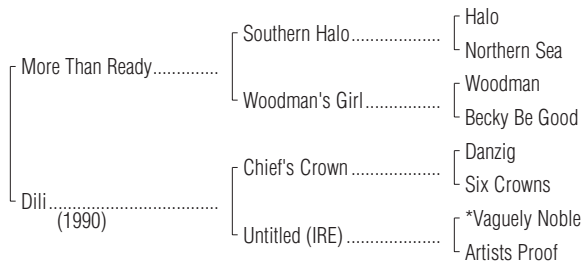 Halo
Southern Halo....................
Northern Sea
More Than Ready..............
Woodman
Woodman's Girl.................
Becky Be Good
Danzig
Chief's Crown ....................
Six Crowns
Dili....................................
(1990)
*Vaguely Noble
Untitled (IRE).....................
Artists Proof